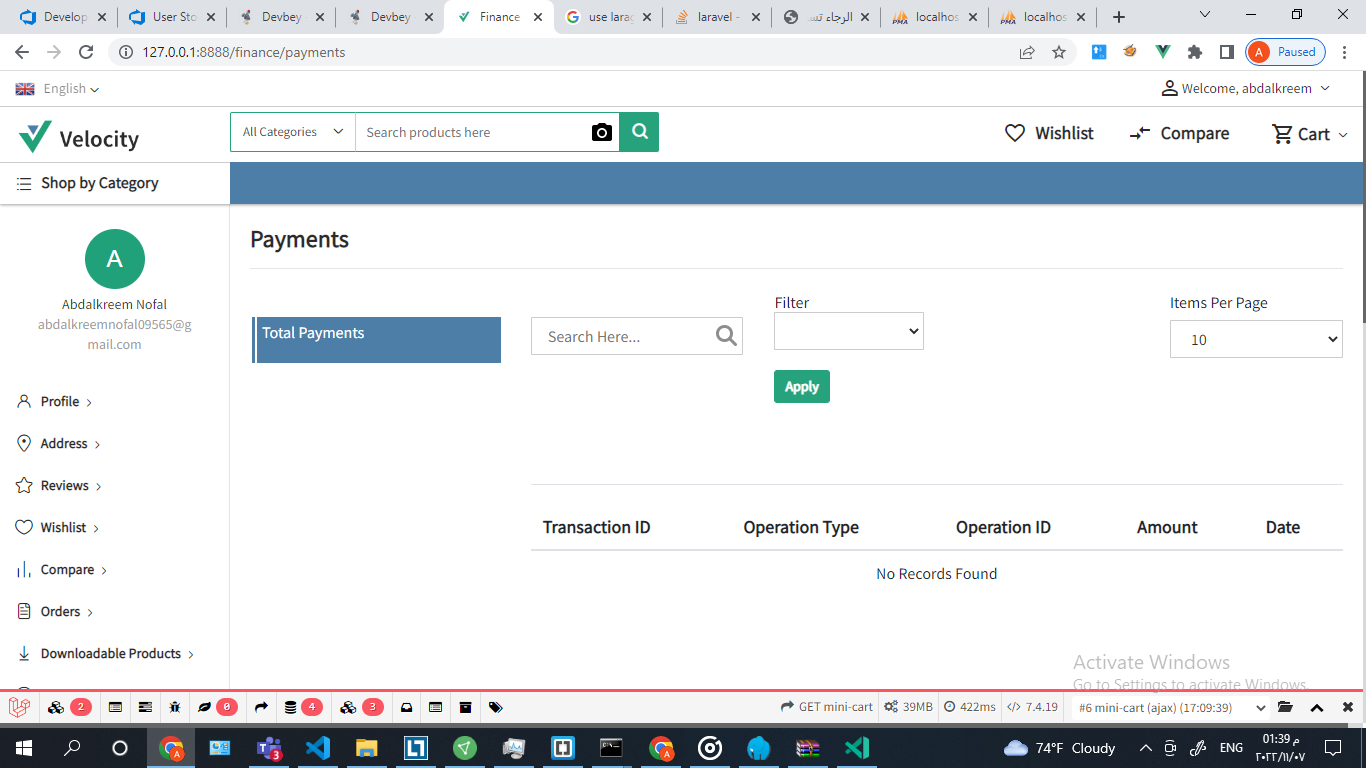 Develop
User Sto
Devbey
Devbey
Finance
use larag
laravel -
الرجاء تس
localhos
localhos
127.0.0.1:8888/finance/payments
A
Paused
English
Welcome, abdalkreem
Velocity
All Categories
Search products here
Wishlist
Compare
Cart
Shop by Category
A
Abdalkreem Nofal
abdalkreemnofal09565@g
mail.com
Profile
Address
Reviews
Wishlist
Compare
Orders
Downloadable Products
Payments
Total Payments
Search Here...
Filter
Apply
Items Per Page
10
Transaction ID Operation Type Operation ID Amount Date
No Records Found
Activate Windows
Go to Settings to activate Windows.
2 0 4 3
GET mini-cart 39MB 422ms 7.4.19 #6 mini-cart (ajax) (17:09:39)
74°F Cloudy
ENG
01:39 م
٢٠٢٢/١١/٠٧